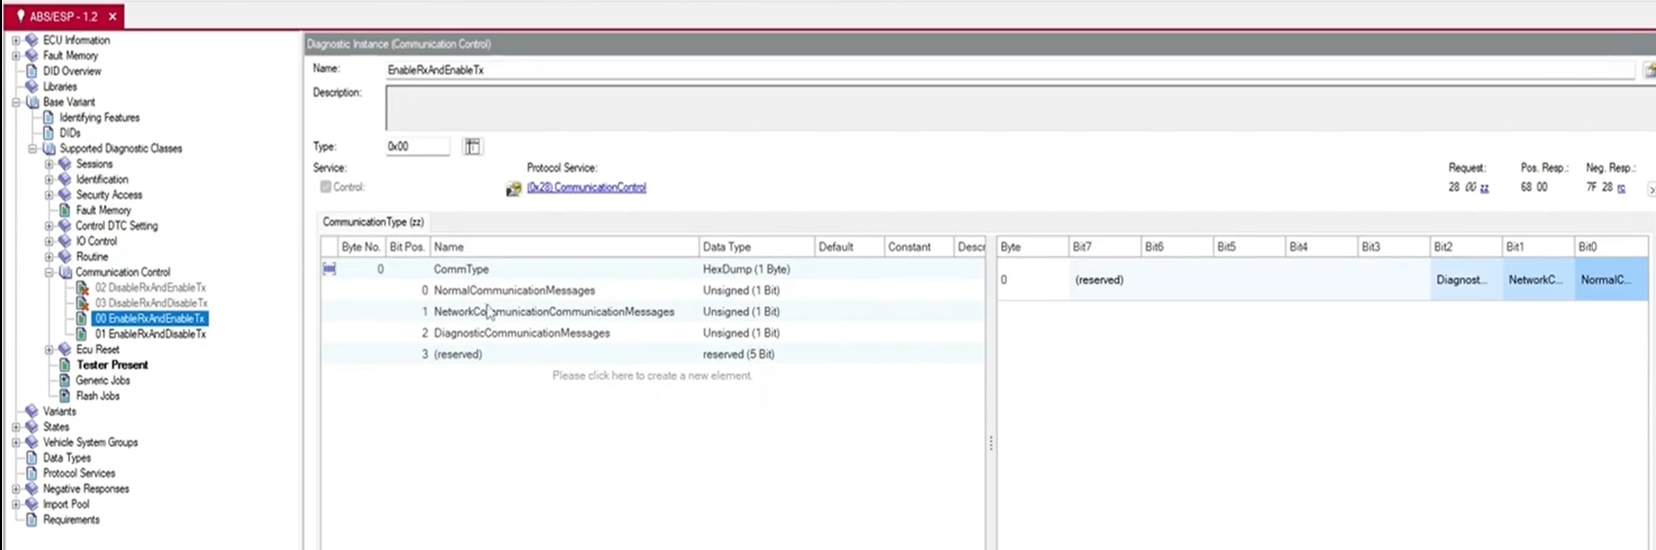 ABS/ESP - 1.2 ×
ECU Information
Fault Memory
DID Overview
Libraries
Base Variant
Identifying Features
DIDs
Supported Diagnostic Classes
Sessions
Identification
Security Access
Fault Memory
Control DTC Setting
IO Control
Routine
Communication Control
02 DisableRxAndEnableTx
03 DisableRxAndDisableTx
00 EnableRxAndEnableTx
01 EnableRxAndDisableTx
Ecu Reset
Tester Present
Generic Jobs
Flash Jobs
Variants
States
Vehicle System Groups
Data Types
Protocol Services
Negative Responses
Import Pool
Requirements
Diagnostic Instance (Communication Control)
Name: EnableRxAndEnableTx
Description:
Type: 0x00
Service: Protocol Service: Request: Pos. Resp.: Neg. Resp.:
Control: (0x28) CommunicationControl 28 00 zz 68 00 7F 28 rc
CommunicationType (zz)
Byte No. Bit Pos. Name Data Type Default Constant Descr
0 CommType HexDump (1 Byte)
0 NormalCommunicationMessages Unsigned (1 Bit)
1 NetworkCommunicationCommunicationMessages Unsigned (1 Bit)
2 DiagnosticCommunicationMessages Unsigned (1 Bit)
3 (reserved) reserved (5 Bit)
Please click here to create a new element.
Byte Bit7 Bit6 Bit5 Bit4 Bit3 Bit2 Bit1 Bit0
0 (reserved) Diagnost... NetworkC... NormalC...